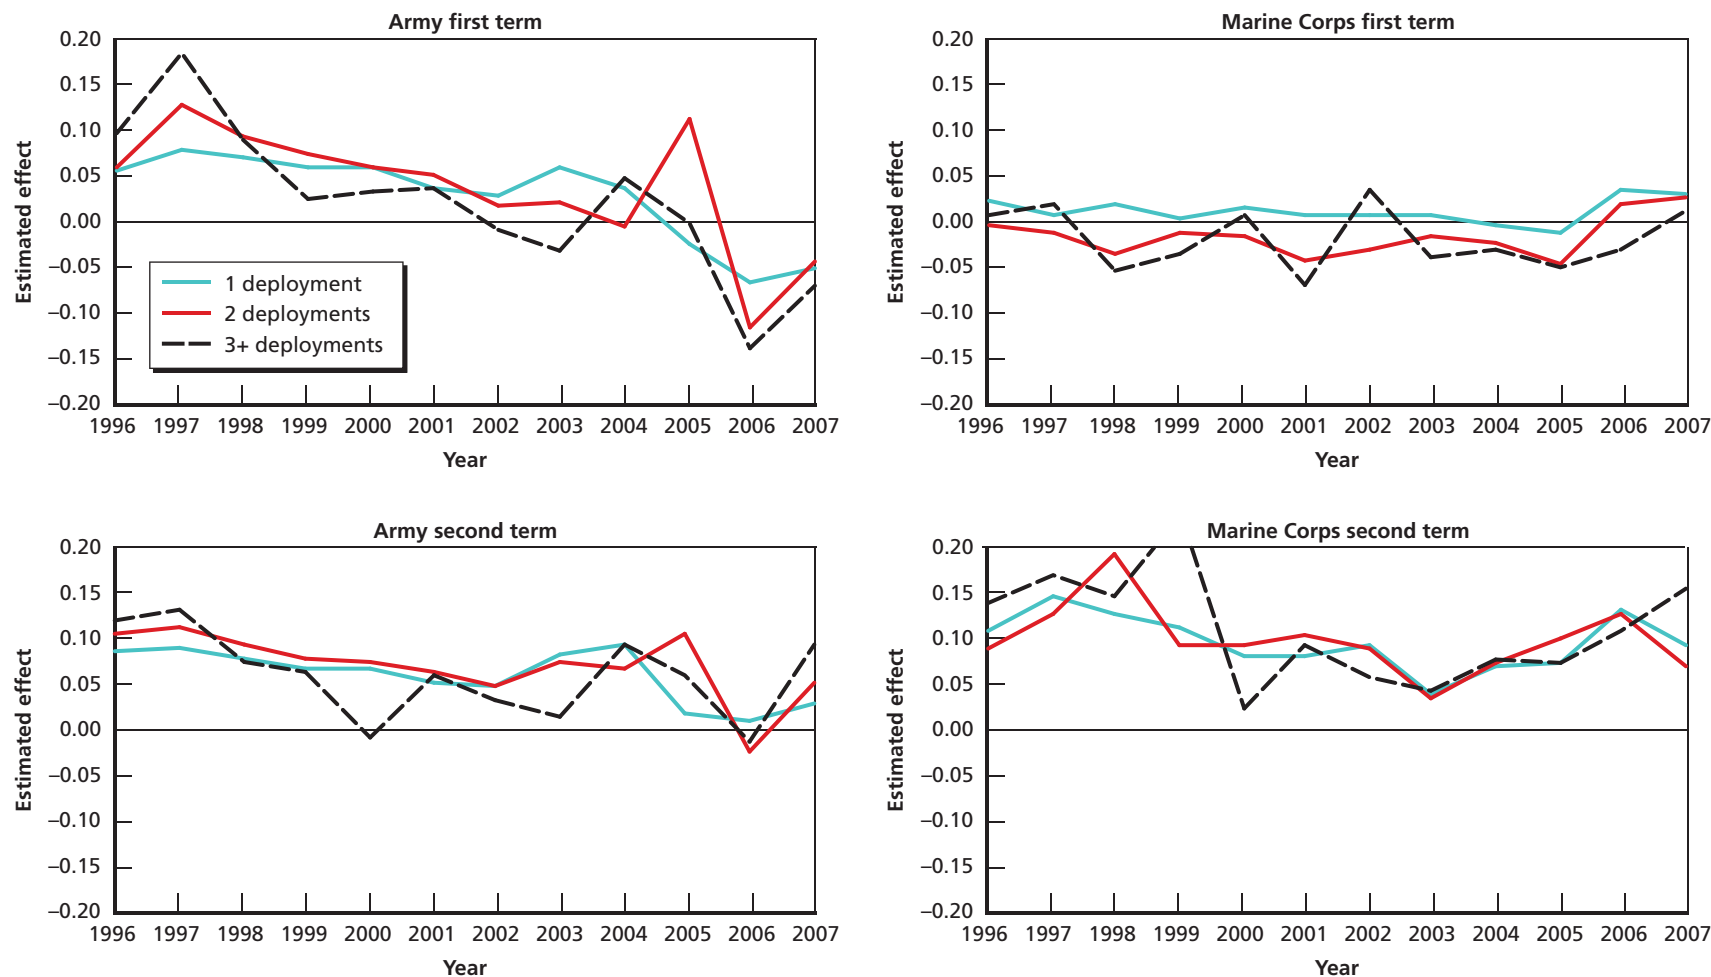 Army first term
0.20
0.15
0.10
0.05
0.00
–0.05
–0.10
–0.15
–0.20
Estimated effect
1 deployment
2 deployments
3+ deployments
1996 1997 1998 1999 2000 2001 2002 2003 2004 2005 2006 2007
Year
Marine Corps first term
0.20
0.15
0.10
0.05
0.00
–0.05
–0.10
–0.15
–0.20
Estimated effect
1996 1997 1998 1999 2000 2001 2002 2003 2004 2005 2006 2007
Year
Army second term
0.20
0.15
0.10
0.05
0.00
–0.05
–0.10
–0.15
–0.20
Estimated effect
1996 1997 1998 1999 2000 2001 2002 2003 2004 2005 2006 2007
Year
Marine Corps second term
0.20
0.15
0.10
0.05
0.00
–0.05
–0.10
–0.15
–0.20
Estimated effect
1996 1997 1998 1999 2000 2001 2002 2003 2004 2005 2006 2007
Year